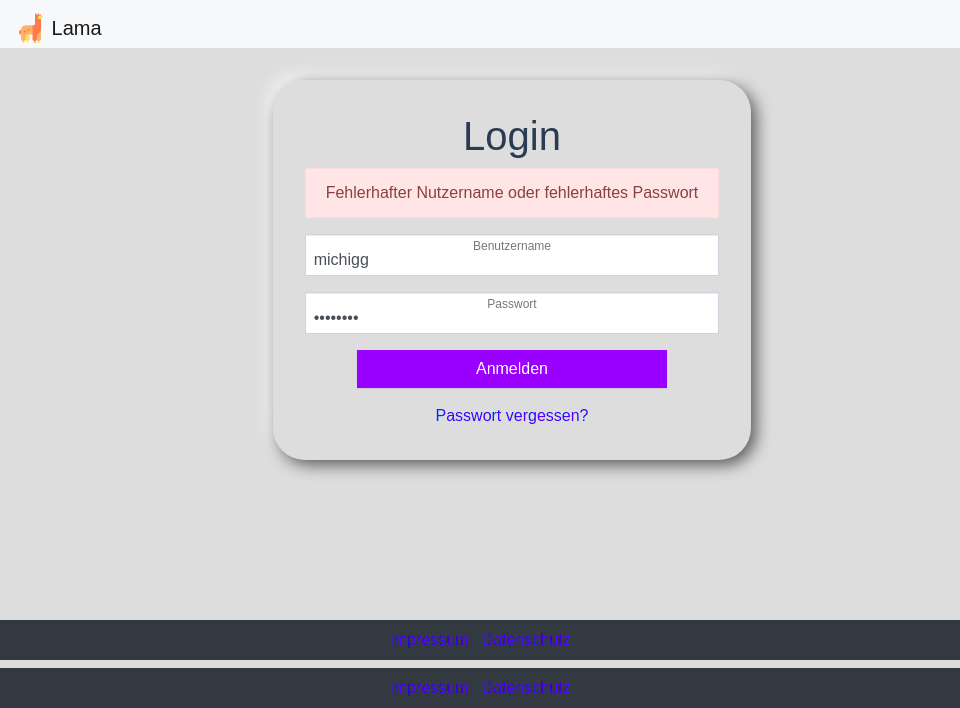 Lama
Login
Fehlerhafter Nutzername oder fehlerhaftes Passwort
Benutzername
michigg
Passwort
••••••••
Anmelden
Passwort vergessen?
Impressum Datenschutz
Impressum Datenschutz